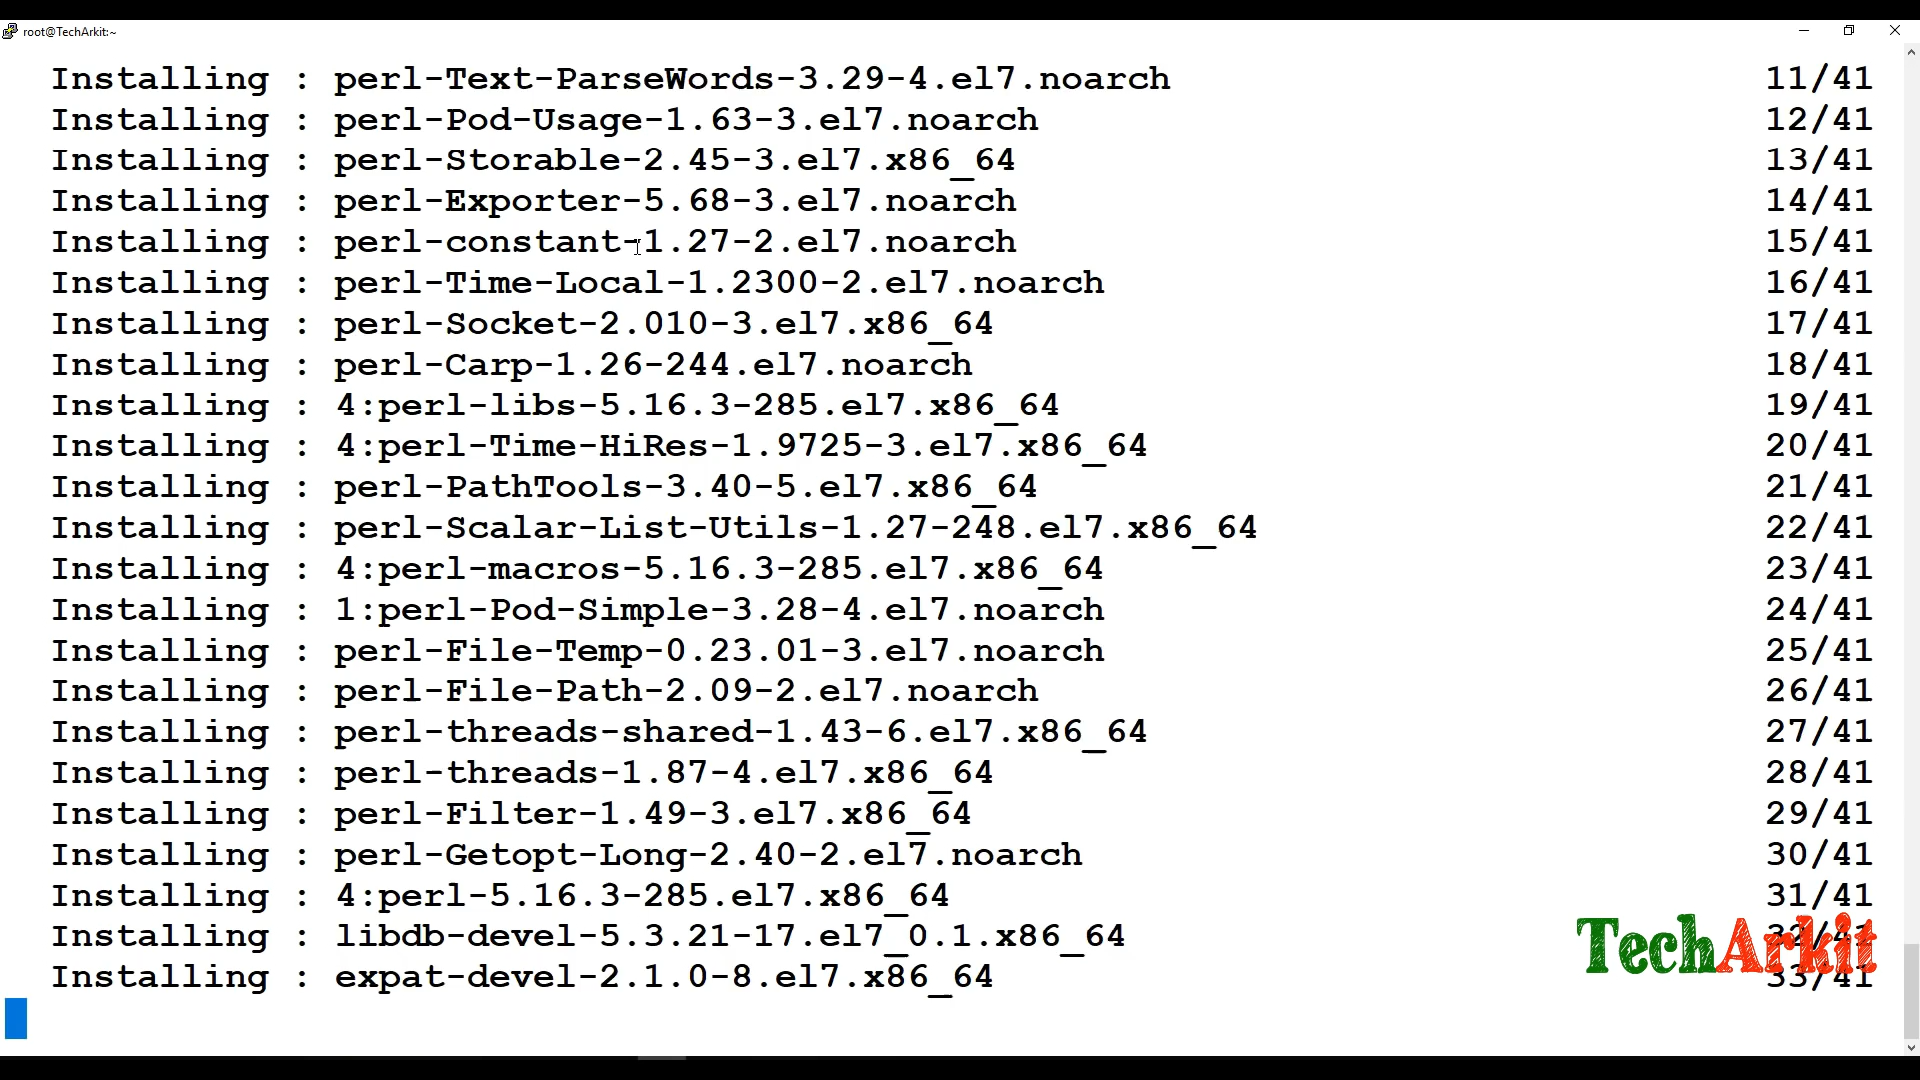 root@TechArkit:~
Installing : perl-Text-ParseWords-3.29-4.el7.noarch 11/41
Installing : perl-Pod-Usage-1.63-3.el7.noarch 12/41
Installing : perl-Storable-2.45-3.el7.x86_64 13/41
Installing : perl-Exporter-5.68-3.el7.noarch 14/41
Installing : perl-constant-1.27-2.el7.noarch 15/41
Installing : perl-Time-Local-1.2300-2.el7.noarch 16/41
Installing : perl-Socket-2.010-3.el7.x86_64 17/41
Installing : perl-Carp-1.26-244.el7.noarch 18/41
Installing : 4:perl-libs-5.16.3-285.el7.x86_64 19/41
Installing : 4:perl-Time-HiRes-1.9725-3.el7.x86_64 20/41
Installing : perl-PathTools-3.40-5.el7.x86_64 21/41
Installing : perl-Scalar-List-Utils-1.27-248.el7.x86_64 22/41
Installing : 4:perl-macros-5.16.3-285.el7.x86_64 23/41
Installing : 1:perl-Pod-Simple-3.28-4.el7.noarch 24/41
Installing : perl-File-Temp-0.23.01-3.el7.noarch 25/41
Installing : perl-File-Path-2.09-2.el7.noarch 26/41
Installing : perl-threads-shared-1.43-6.el7.x86_64 27/41
Installing : perl-threads-1.87-4.el7.x86_64 28/41
Installing : perl-Filter-1.49-3.el7.x86_64 29/41
Installing : perl-Getopt-Long-2.40-2.el7.noarch 30/41
Installing : 4:perl-5.16.3-285.el7.x86_64 31/41
Installing : libdb-devel-5.3.21-17.el7_0.1.x86_64 32/41
Installing : expat-devel-2.1.0-8.el7.x86_64 33/41
TechArkit